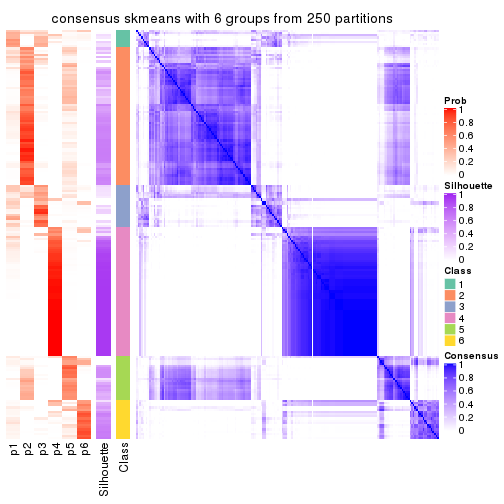 consensus skmeans with 6 groups from 250 partitions
Prob
1
0.8
0.6
0.4
0.2
0
Silhouette
1
0.8
0.6
0.4
0.2
0
Class
1
2
3
4
5
6
Consensus
1
0.8
0.6
0.4
0.2
0
p1
p2
p3
p4
p5
p6
Silhouette
Class